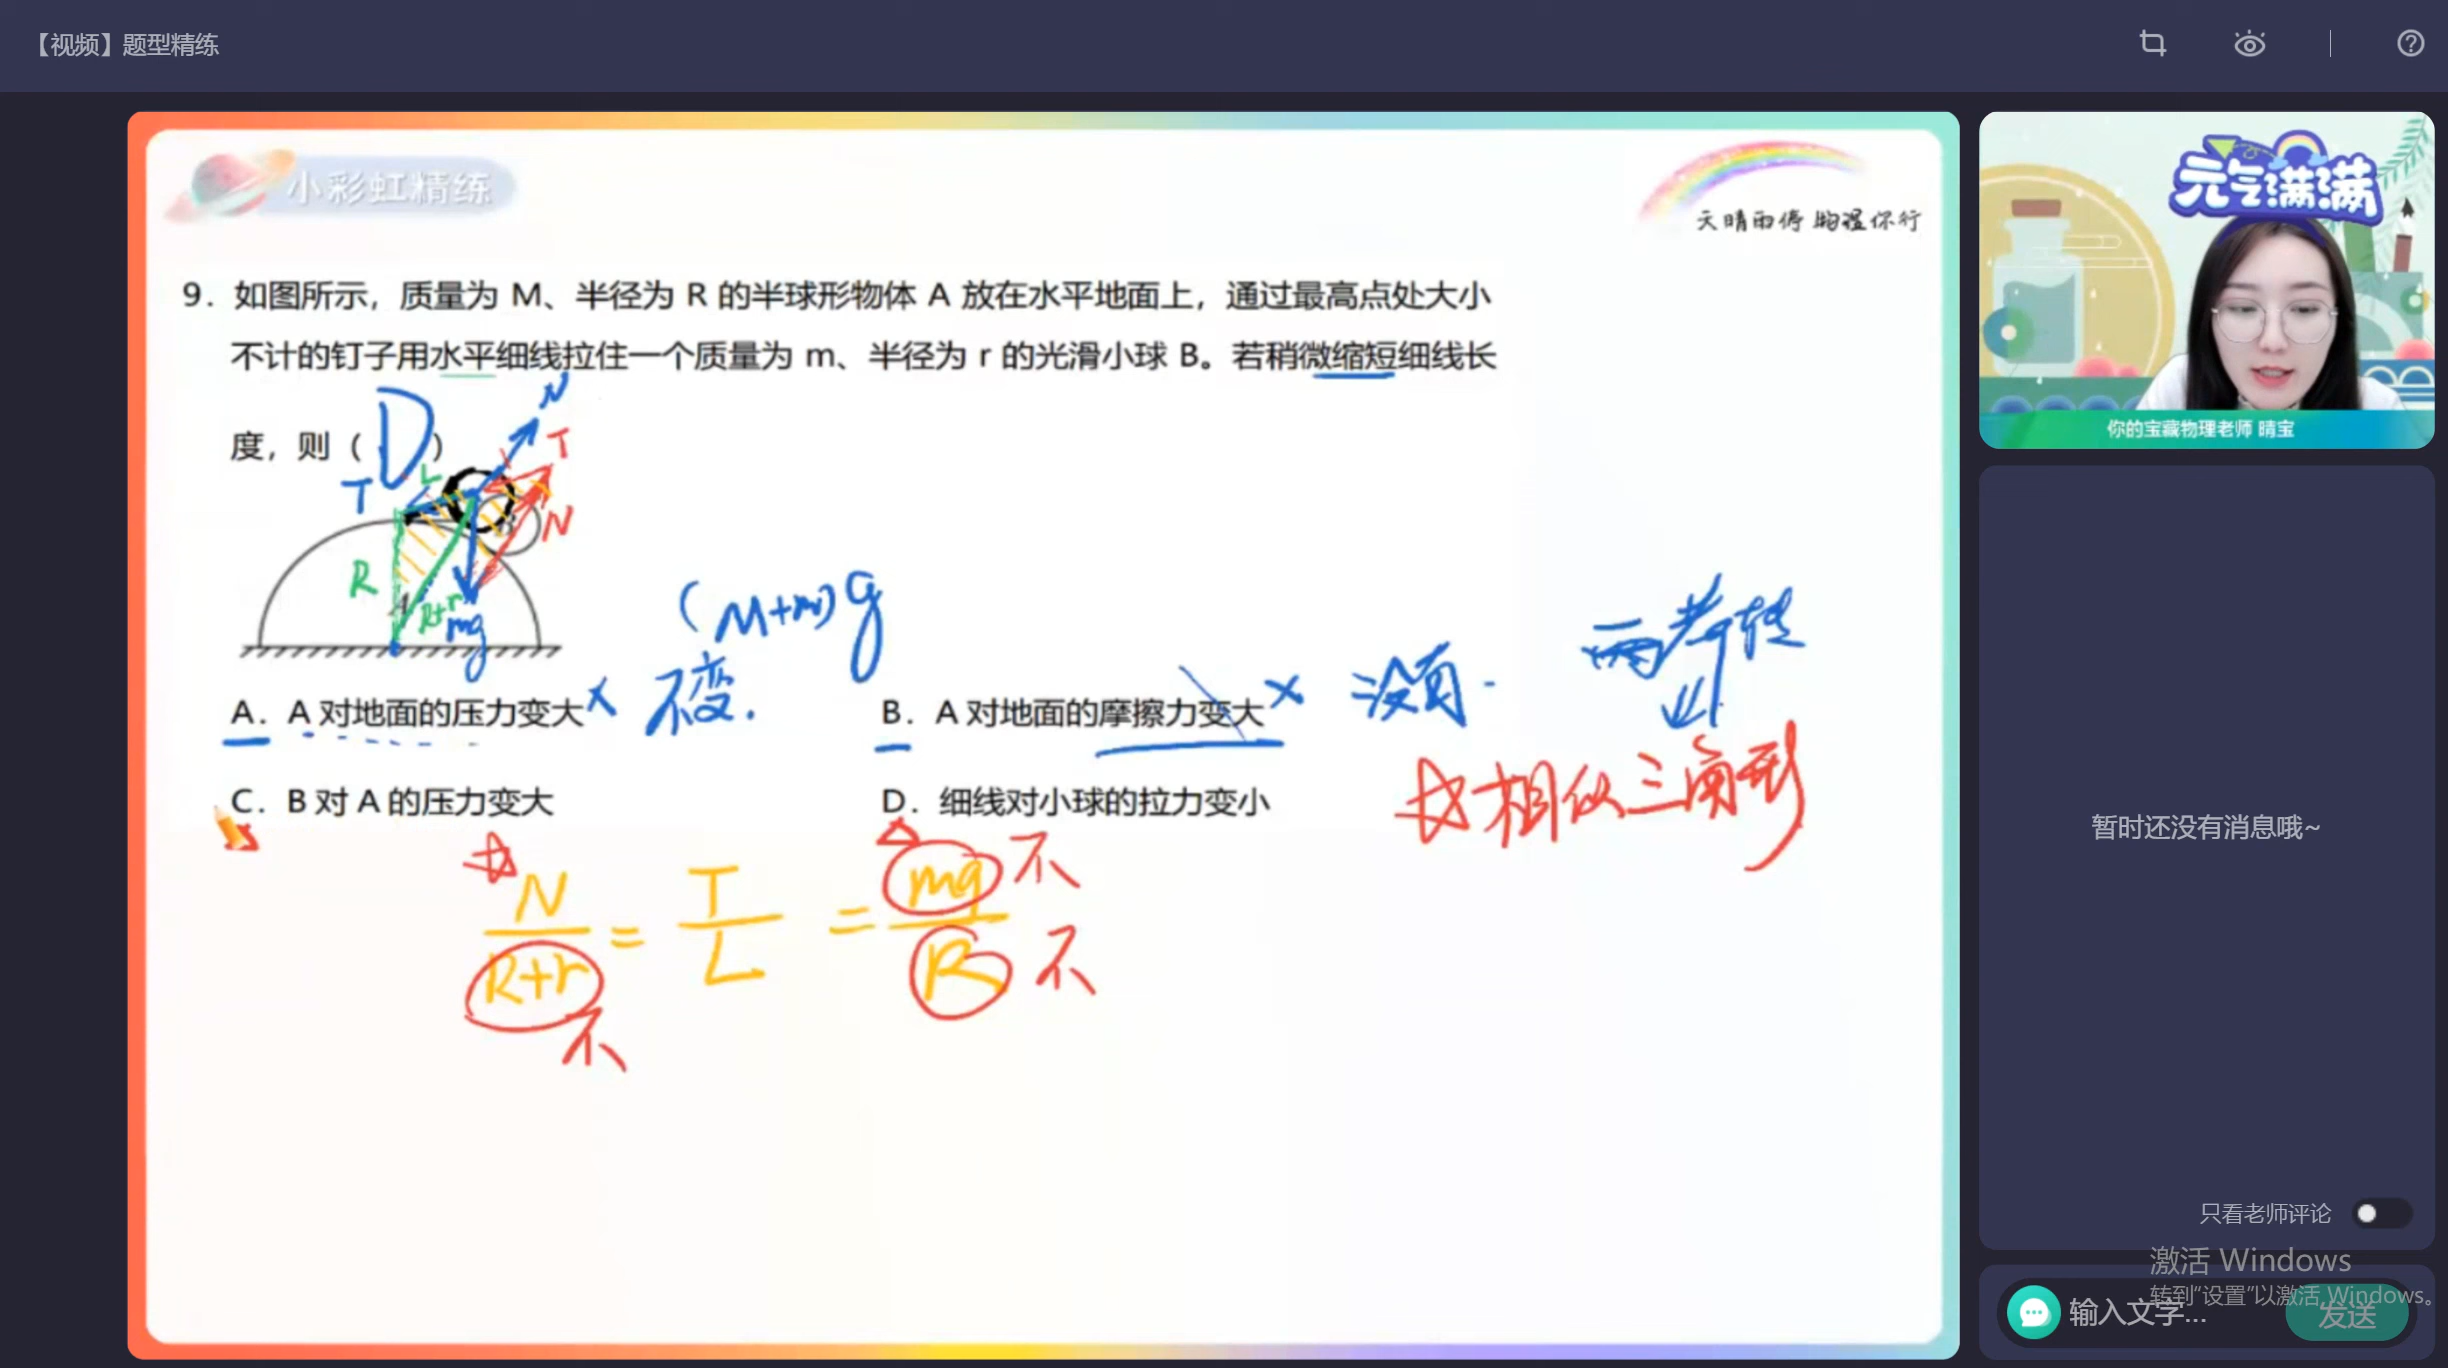 【视频】题型精练
小彩虹精练
天晴雨停 物理伴你行
9. 如图所示，质量为 M、半径为 R 的半球形物体 A 放在水平地面上，通过最高点处大小
不计的钉子用水平细线拉住一个质量为 m、半径为 r 的光滑小球 B。若稍微缩短细线长
度，则（ D ）
N
T
T
L
N
R
A
R+r
mg
(M+m)g
A. A 对地面的压力变大 × 不变.
B. A 对地面的摩擦力变大 × 没有.
C. B 对 A 的压力变大
D. 细线对小球的拉力变小
相似三角形
N/(R+r) = T/L = mg/R
不
不
不
元气满满
你的宝藏物理老师 晴宝
暂时还没有消息哦~
只看老师评论
激活 Windows
转到"设置"以激活 Windows。
输入文字...
发送